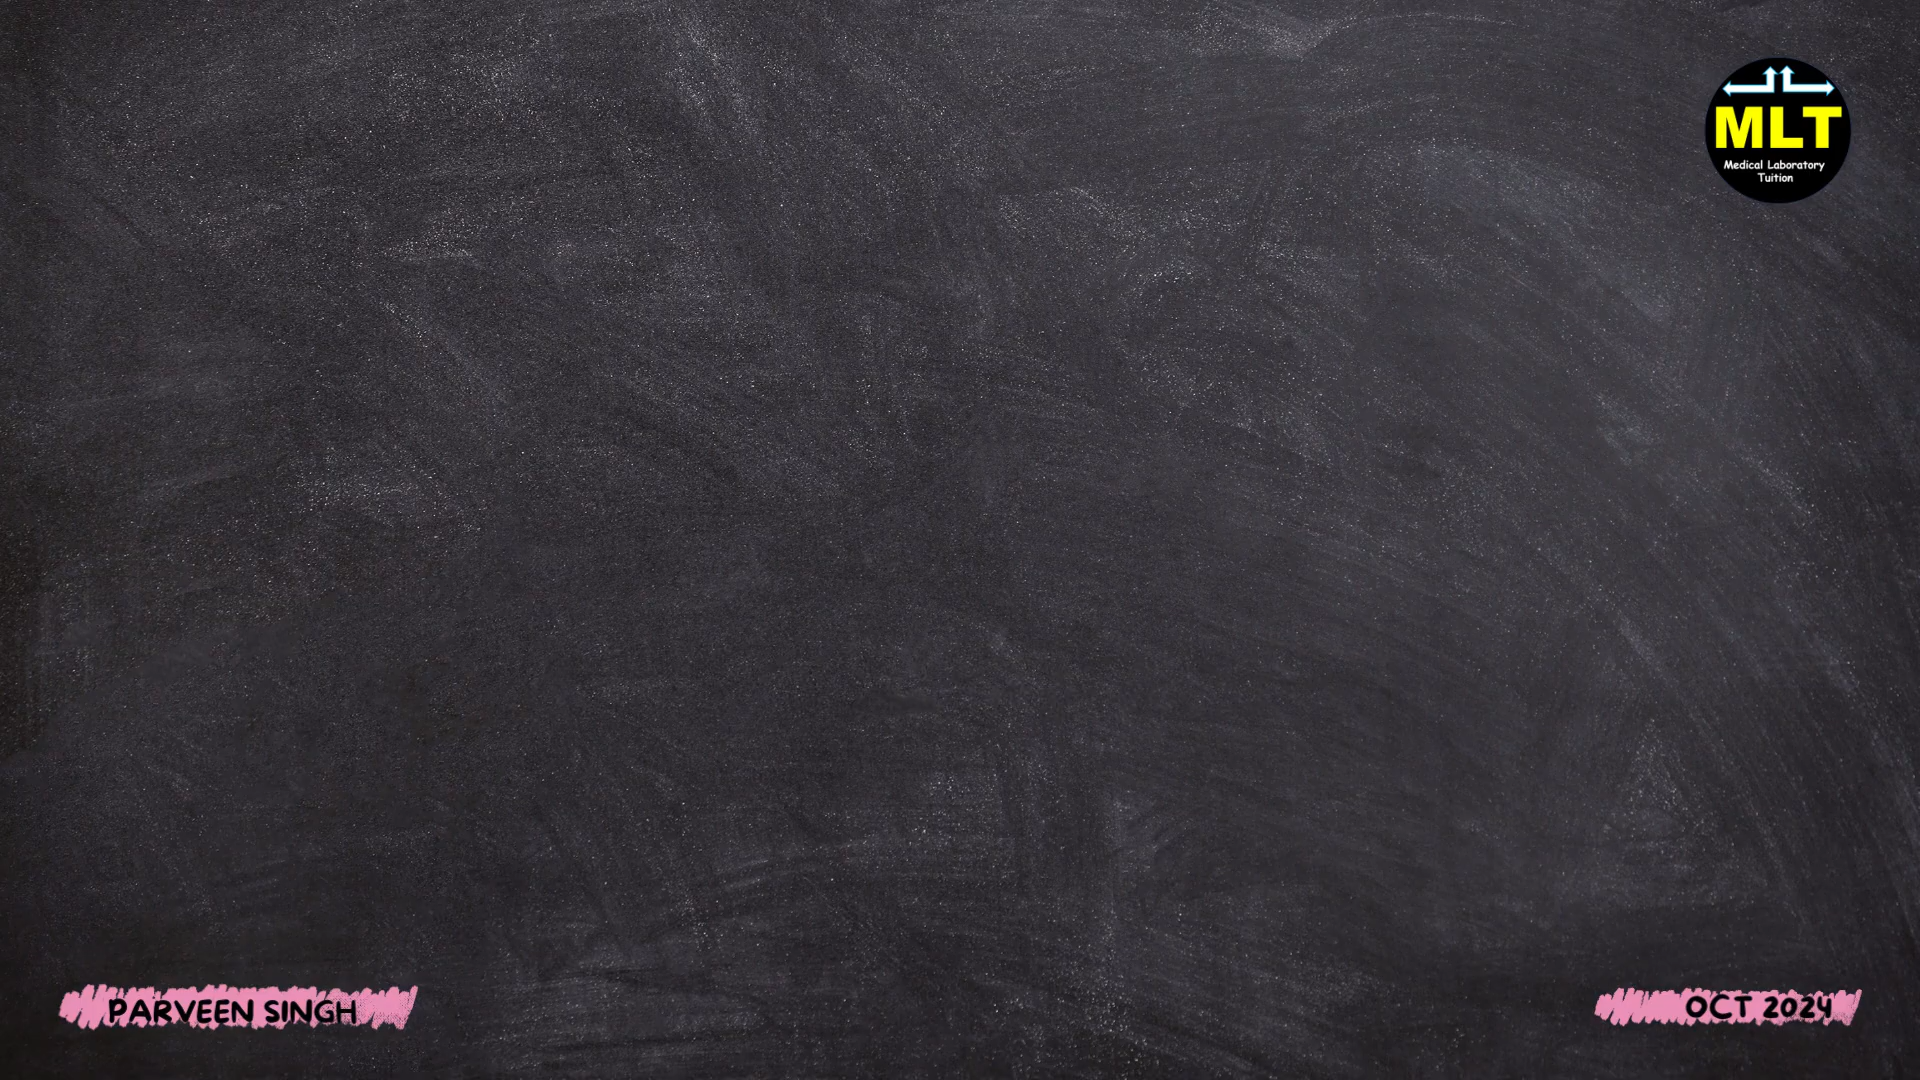 MLT
Medical Laboratory
Tuition
PARVEEN SINGH
OCT 2024